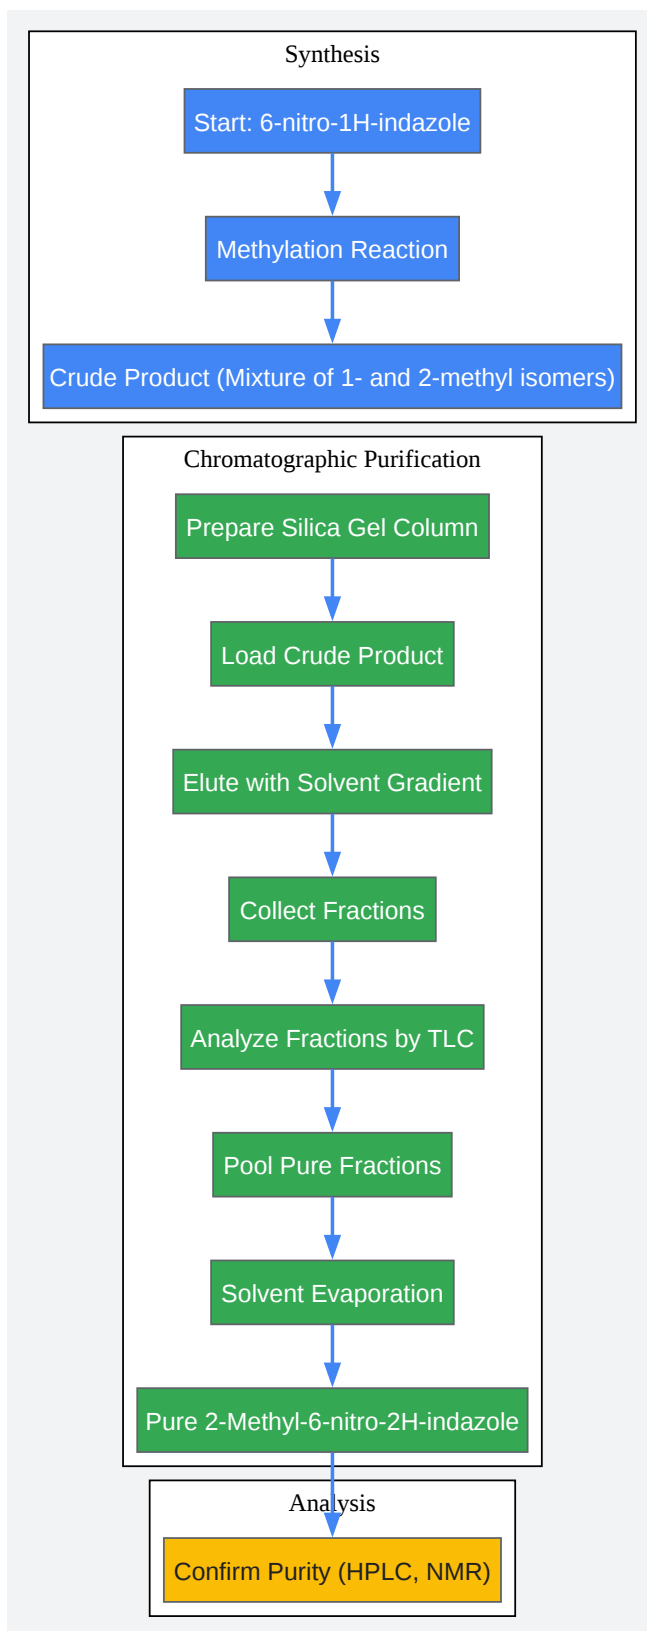 Synthesis
Start: 6-nitro-1H-indazole
Methylation Reaction
Crude Product (Mixture of 1- and 2-methyl isomers)
Chromatographic Purification
Prepare Silica Gel Column
Load Crude Product
Elute with Solvent Gradient
Collect Fractions
Analyze Fractions by TLC
Pool Pure Fractions
Solvent Evaporation
Pure 2-Methyl-6-nitro-2H-indazole
Analysis
Confirm Purity (HPLC, NMR)